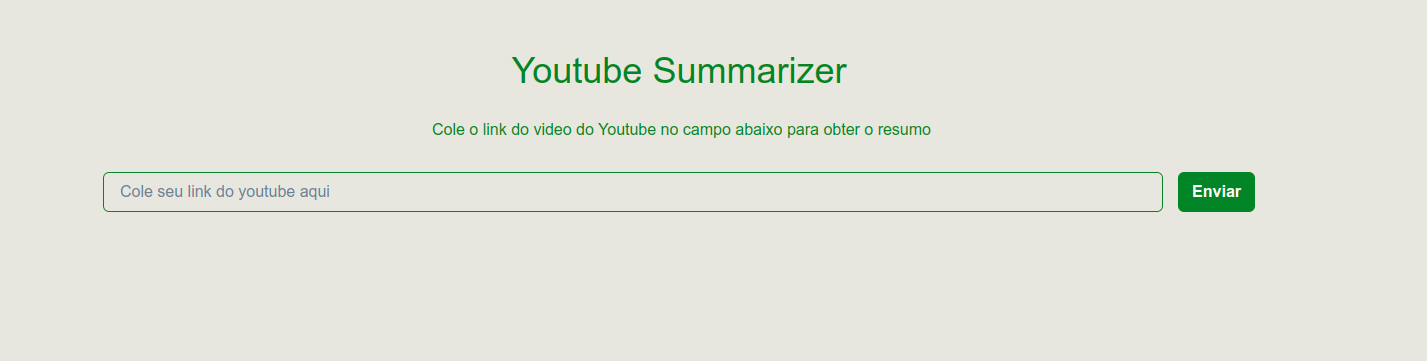 Youtube Summarizer
Cole o link do video do Youtube no campo abaixo para obter o resumo
Cole seu link do youtube aqui
Enviar